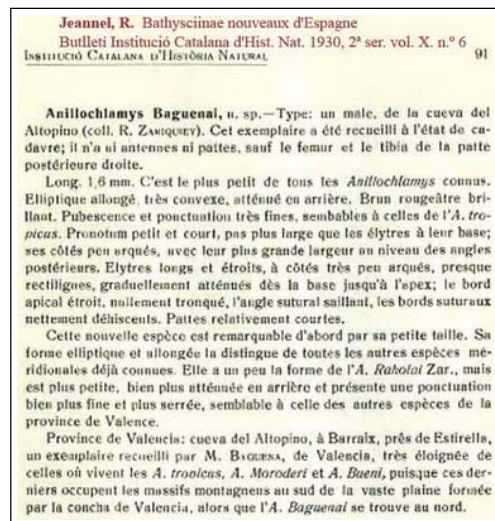 Jeannel, R. Bathysciinae nouveaux d'Espagne
Butlletí Institució Catalana d'Hist. Nat. 1930, 2ª ser. vol. X. n.º 6
INSTITUCIÓ CATALANA D'HISTÒRIA NATURAL 91
Anillochlamys Baguenai, n. sp.—Type: un male, de la cueva del
Altopino (coll. R. ZARIQUIEY). Cet exemplaire a été recueilli à l'état de ca-
davre; il n'a ni antennes ni pattes, sauf le femur et le tibia de la patte
postérieure droite.
Long. 1,6 mm. C'est le plus petit de tous les Anillochlamys connus.
Elliptique allongé, très convexe, atténué en arrière. Brun rougeâtre bri-
llant. Pubescence et ponctuation très fines, sembables à celles de l'A. tro-
picus. Pronotum petit et court, pas plus large que les élytres à leur base;
ses côtés peu arqués, avec leur plus grande largeur au niveau des angles
postérieurs. Elytres longs et étroits, à côtés très peu arqués, presque
rectilignes, graduellement atténués dès la base jusqu'à l'apex; le bord
apical étroit, nullement tronqué, l'angle sutural saillant, les bords suturaux
nettement déhiscents. Pattes relativement courtes.
Cette nouvelle espèce est remarquable d'abord par sa petite taille. Sa
forme elliptique et allongée la distingue de toutes les autres espèces mé-
ridionales déjà connues. Elle a un peu la forme de l'A. Raholai Zar., mais
est plus petite, bien plus atténuée en arrière et présente une ponctuation
bien plus fine et plus serrée, semblable à celle des autres espèces de la
province de Valence.
Province de Valencia: cueva del Altopino, à Barraix, près de Estirella,
un exemplaire recueilli par M. BAGUENA, de Valencia, très éloignée de
celles où vivent les A. tropicus, A. Moroderi et A. Bueni, puisque ces der-
niers occupent les massifs montagneus au sud de la vaste plaine formée
par la concha de Valencia, alors que l'A. Baguenai se trouve au nord.